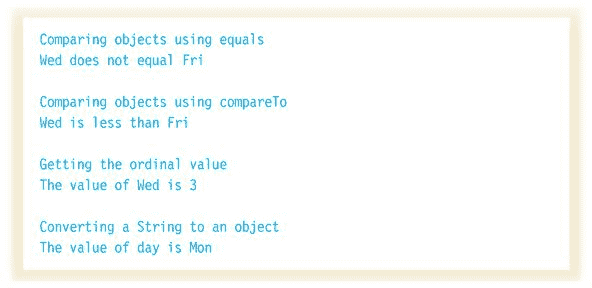 Comparing objects using equals
Wed does not equal Fri
Comparing objects using compareTo
Wed is less than Fri
Getting the ordinal value
The value of Wed is 3
Converting a String to an object
The value of day is Mon